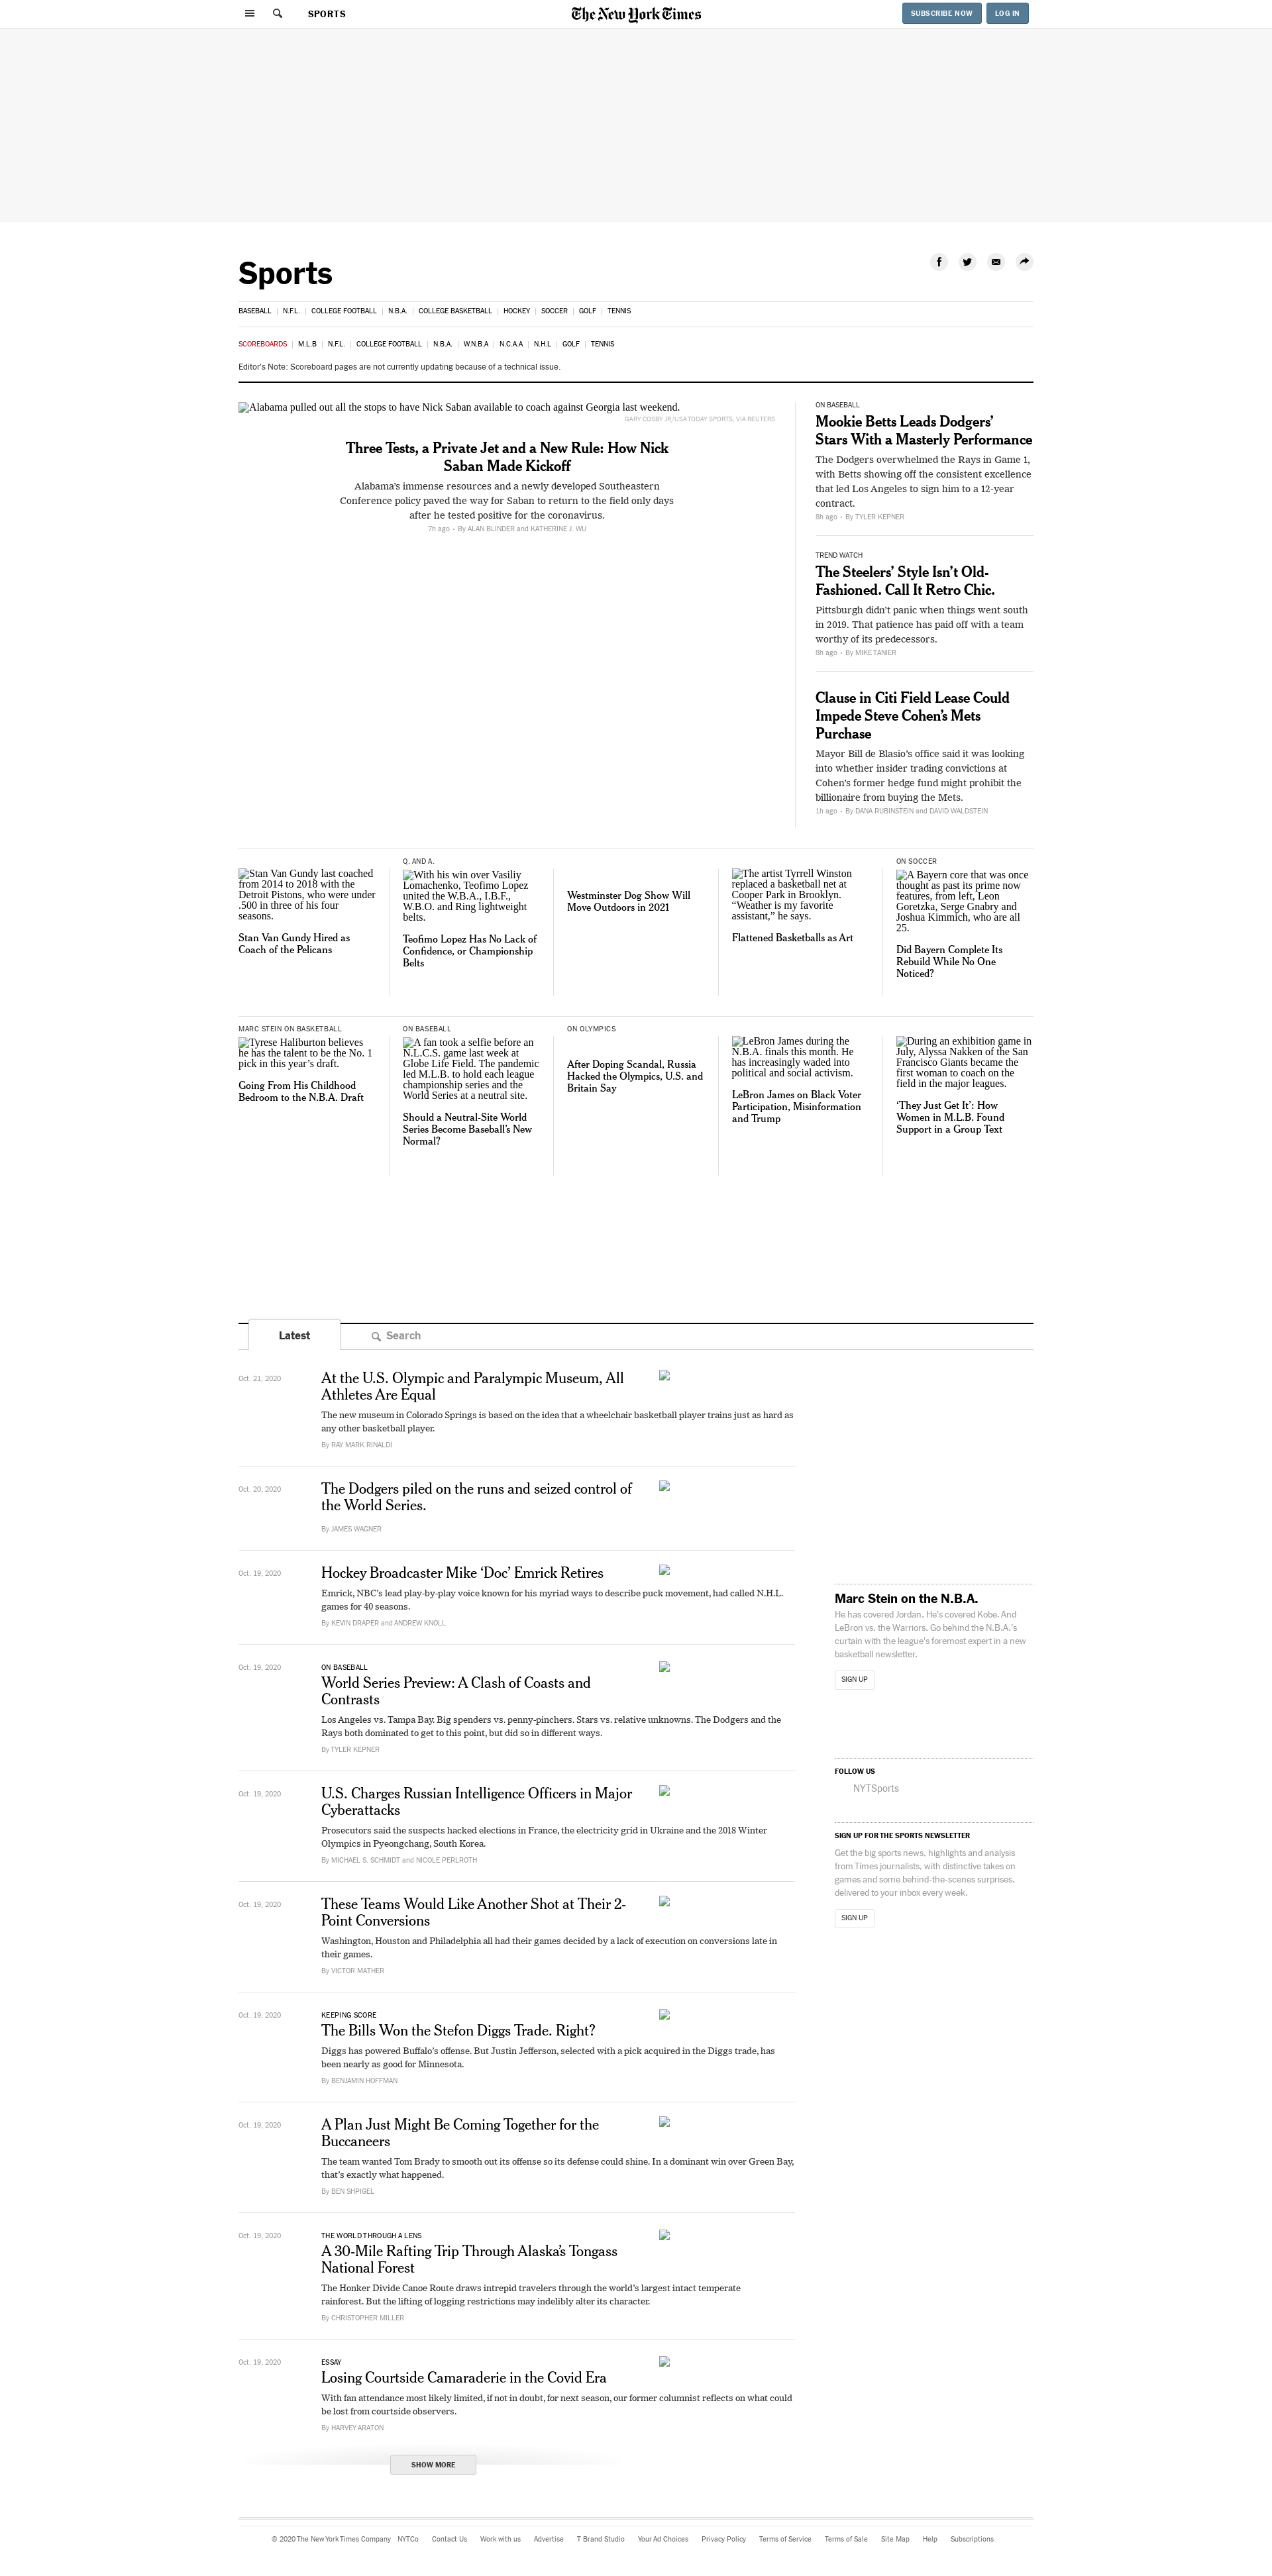 SPORTS
The New York Times
SUBSCRIBE NOW
LOG IN
Sports
BASEBALL | N.F.L. | COLLEGE FOOTBALL | N.B.A. | COLLEGE BASKETBALL | HOCKEY | SOCCER | GOLF | TENNIS
SCOREBOARDS | M.L.B | N.F.L. | COLLEGE FOOTBALL | N.B.A. | W.N.B.A | N.C.A.A | N.H.L | GOLF | TENNIS
Editor's Note: Scoreboard pages are not currently updating because of a technical issue.
Alabama pulled out all the stops to have Nick Saban available to coach against Georgia last weekend.
GARY COSBY JR/USA TODAY SPORTS, VIA REUTERS
Three Tests, a Private Jet and a New Rule: How Nick
Saban Made Kickoff
Alabama’s immense resources and a newly developed Southeastern
Conference policy paved the way for Saban to return to the field only days
after he tested positive for the coronavirus.
7h ago • By ALAN BLINDER and KATHERINE J. WU
ON BASEBALL
Mookie Betts Leads Dodgers’
Stars With a Masterly Performance
The Dodgers overwhelmed the Rays in Game 1,
with Betts showing off the consistent excellence
that led Los Angeles to sign him to a 12-year
contract.
8h ago • By TYLER KEPNER
TREND WATCH
The Steelers’ Style Isn’t Old-
Fashioned. Call It Retro Chic.
Pittsburgh didn’t panic when things went south
in 2019. That patience has paid off with a team
worthy of its predecessors.
8h ago • By MIKE TANIER
Clause in Citi Field Lease Could
Impede Steve Cohen’s Mets
Purchase
Mayor Bill de Blasio’s office said it was looking
into whether insider trading convictions at
Cohen’s former hedge fund might prohibit the
billionaire from buying the Mets.
1h ago • By DANA RUBINSTEIN and DAVID WALDSTEIN
Stan Van Gundy last coached
from 2014 to 2018 with the
Detroit Pistons, who were under
.500 in three of his four
seasons.
Stan Van Gundy Hired as
Coach of the Pelicans
Q. AND A.
With his win over Vasiliy
Lomachenko, Teofimo Lopez
united the W.B.A., I.B.F.,
W.B.O. and Ring lightweight
belts.
Teofimo Lopez Has No Lack of
Confidence, or Championship
Belts
Westminster Dog Show Will
Move Outdoors in 2021
The artist Tyrrell Winston
replaced a basketball net at
Cooper Park in Brooklyn.
“Weather is my favorite
assistant,” he says.
Flattened Basketballs as Art
ON SOCCER
A Bayern core that was once
thought as past its prime now
features, from left, Leon
Goretzka, Serge Gnabry and
Joshua Kimmich, who are all
25.
Did Bayern Complete Its
Rebuild While No One
Noticed?
MARC STEIN ON BASKETBALL
Tyrese Haliburton believes
he has the talent to be the No. 1
pick in this year’s draft.
Going From His Childhood
Bedroom to the N.B.A. Draft
ON BASEBALL
A fan took a selfie before an
N.L.C.S. game last week at
Globe Life Field. The pandemic
led M.L.B. to hold each league
championship series and the
World Series at a neutral site.
Should a Neutral-Site World
Series Become Baseball’s New
Normal?
ON OLYMPICS
After Doping Scandal, Russia
Hacked the Olympics, U.S. and
Britain Say
LeBron James during the
N.B.A. finals this month. He
has increasingly waded into
political and social activism.
LeBron James on Black Voter
Participation, Misinformation
and Trump
During an exhibition game in
July, Alyssa Nakken of the San
Francisco Giants became the
first woman to coach on the
field in the major leagues.
‘They Just Get It’: How
Women in M.L.B. Found
Support in a Group Text
Latest
Search
Oct. 21, 2020
At the U.S. Olympic and Paralympic Museum, All
Athletes Are Equal
The new museum in Colorado Springs is based on the idea that a wheelchair basketball player trains just as hard as
any other basketball player.
By RAY MARK RINALDI
Oct. 20, 2020
The Dodgers piled on the runs and seized control of
the World Series.
By JAMES WAGNER
Oct. 19, 2020
Hockey Broadcaster Mike ‘Doc’ Emrick Retires
Emrick, NBC’s lead play-by-play voice known for his myriad ways to describe puck movement, had called N.H.L.
games for 40 seasons.
By KEVIN DRAPER and ANDREW KNOLL
Oct. 19, 2020
ON BASEBALL
World Series Preview: A Clash of Coasts and
Contrasts
Los Angeles vs. Tampa Bay. Big spenders vs. penny-pinchers. Stars vs. relative unknowns. The Dodgers and the
Rays both dominated to get to this point, but did so in different ways.
By TYLER KEPNER
Oct. 19, 2020
U.S. Charges Russian Intelligence Officers in Major
Cyberattacks
Prosecutors said the suspects hacked elections in France, the electricity grid in Ukraine and the 2018 Winter
Olympics in Pyeongchang, South Korea.
By MICHAEL S. SCHMIDT and NICOLE PERLROTH
Oct. 19, 2020
These Teams Would Like Another Shot at Their 2-
Point Conversions
Washington, Houston and Philadelphia all had their games decided by a lack of execution on conversions late in
their games.
By VICTOR MATHER
Oct. 19, 2020
KEEPING SCORE
The Bills Won the Stefon Diggs Trade. Right?
Diggs has powered Buffalo’s offense. But Justin Jefferson, selected with a pick acquired in the Diggs trade, has
been nearly as good for Minnesota.
By BENJAMIN HOFFMAN
Oct. 19, 2020
A Plan Just Might Be Coming Together for the
Buccaneers
The team wanted Tom Brady to smooth out its offense so its defense could shine. In a dominant win over Green Bay,
that’s exactly what happened.
By BEN SHPIGEL
Oct. 19, 2020
THE WORLD THROUGH A LENS
A 30-Mile Rafting Trip Through Alaska’s Tongass
National Forest
The Honker Divide Canoe Route draws intrepid travelers through the world’s largest intact temperate
rainforest. But the lifting of logging restrictions may indelibly alter its character.
By CHRISTOPHER MILLER
Oct. 19, 2020
ESSAY
Losing Courtside Camaraderie in the Covid Era
With fan attendance most likely limited, if not in doubt, for next season, our former columnist reflects on what could
be lost from courtside observers.
By HARVEY ARATON
SHOW MORE
Marc Stein on the N.B.A.
He has covered Jordan. He’s covered Kobe. And
LeBron vs. the Warriors. Go behind the N.B.A.’s
curtain with the league’s foremost expert in a new
basketball newsletter.
SIGN UP
FOLLOW US
NYTSports
SIGN UP FOR THE SPORTS NEWSLETTER
Get the big sports news, highlights and analysis
from Times journalists, with distinctive takes on
games and some behind-the-scenes surprises,
delivered to your inbox every week.
SIGN UP
© 2020 The New York Times Company NYTCo Contact Us Work with us Advertise T Brand Studio Your Ad Choices Privacy Policy Terms of Service Terms of Sale Site Map Help Subscriptions